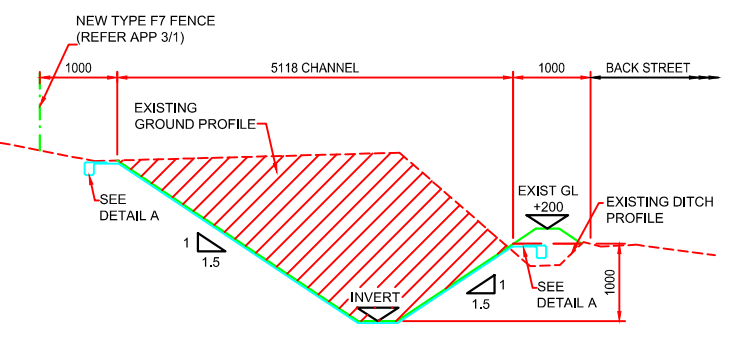 NEW TYPE F7 FENCE
(REFER APP 3/1)
1000
5118 CHANNEL
1000
BACK STREET
EXISTING
GROUND PROFILE
SEE
DETAIL A
EXIST GL
+200
EXISTING DITCH
PROFILE
1
1.5
INVERT
1
1.5
SEE
DETAIL A
1000